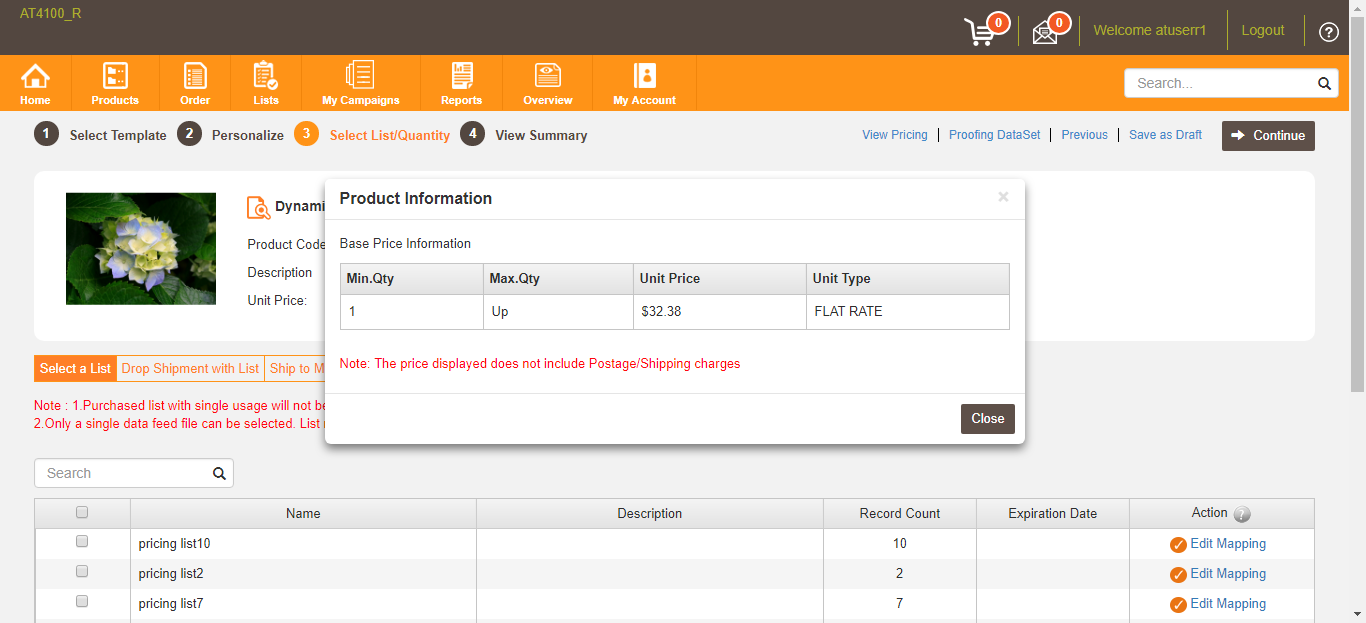 AT4100_R
0
0
Welcome atuserr1
Logout
?
Home
Products
Order
Lists
My Campaigns
Reports
Overview
My Account
Search...
1 Select Template 2 Personalize 3 Select List/Quantity 4 View Summary
View Pricing | Proofing DataSet | Previous | Save as Draft
Continue
Product Information ×
Base Price Information
Min.Qty Max.Qty Unit Price Unit Type
1 Up $32.38 FLAT RATE
Note: The price displayed does not include Postage/Shipping charges
Close
Dynami
Product Code
Description
Unit Price:
Select a List Drop Shipment with List Ship to M
Note : 1.Purchased list with single usage will not be
2.Only a single data feed file can be selected. List
Search
Name Description Record Count Expiration Date Action ?
pricing list10 10 Edit Mapping
pricing list2 2 Edit Mapping
pricing list7 7 Edit Mapping